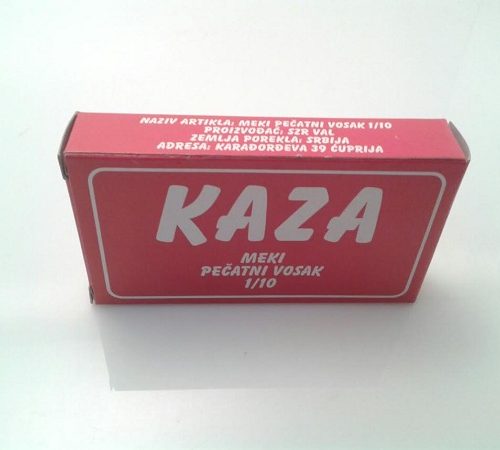 NAZIV ARTIKLA: MEKI PEČATNI VOSAK 1/10
PROIZVOĐAČ: SZR VAL
ZEMLJA POREKLA: SRBIJA
ADRESA: KARAĐORĐEVA 39 ĆUPRIJA
KAZA
MEKI
PEČATNI VOSAK
1/10